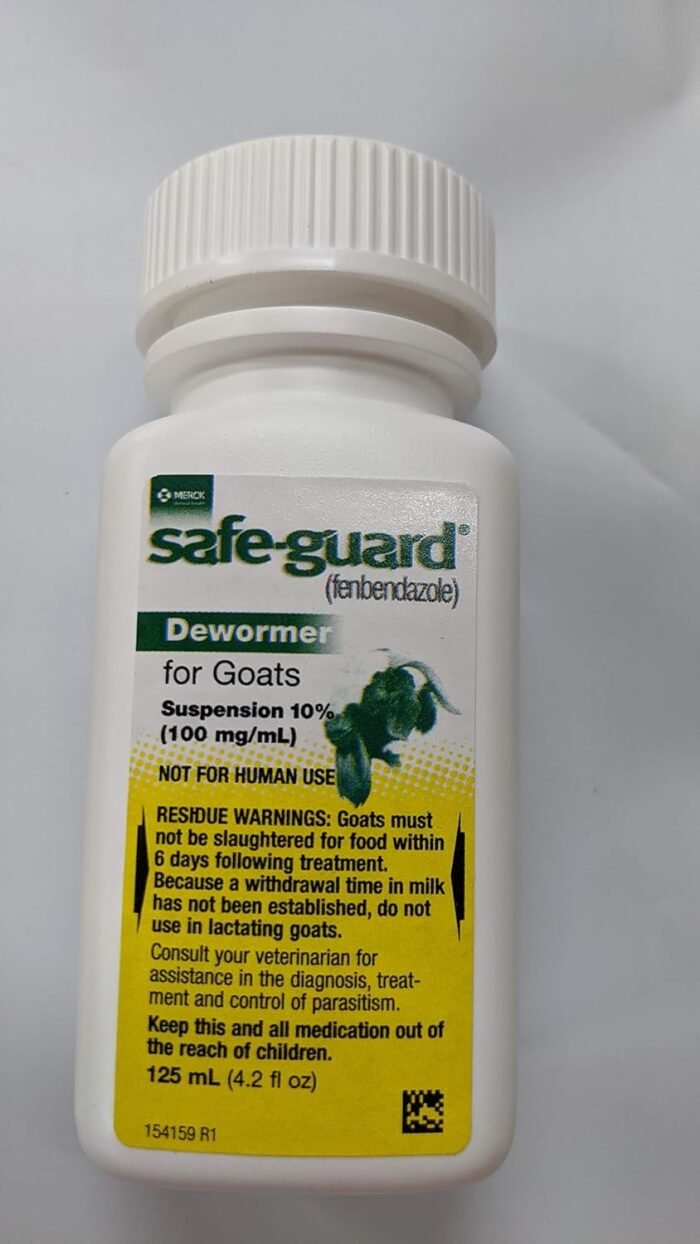 MERCK
safe-guard®
(fenbendazole)
Dewormer
for Goats
Suspension 10%
(100 mg/mL)
NOT FOR HUMAN USE
RESIDUE WARNINGS: Goats must
not be slaughtered for food within
6 days following treatment.
Because a withdrawal time in milk
has not been established, do not
use in lactating goats.
Consult your veterinarian for
assistance in the diagnosis, treat-
ment and control of parasitism.
Keep this and all medication out of
the reach of children.
125 mL (4.2 fl oz)
154159 R1